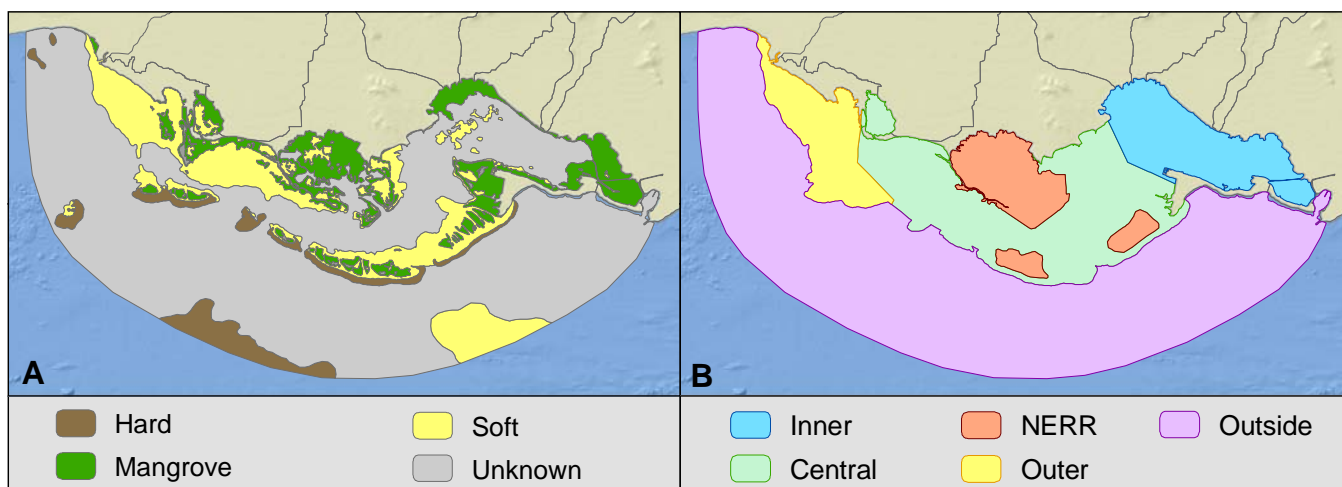 A
B
Hard
Soft
Inner
NERR
Outside
Mangrove
Unknown
Central
Outer